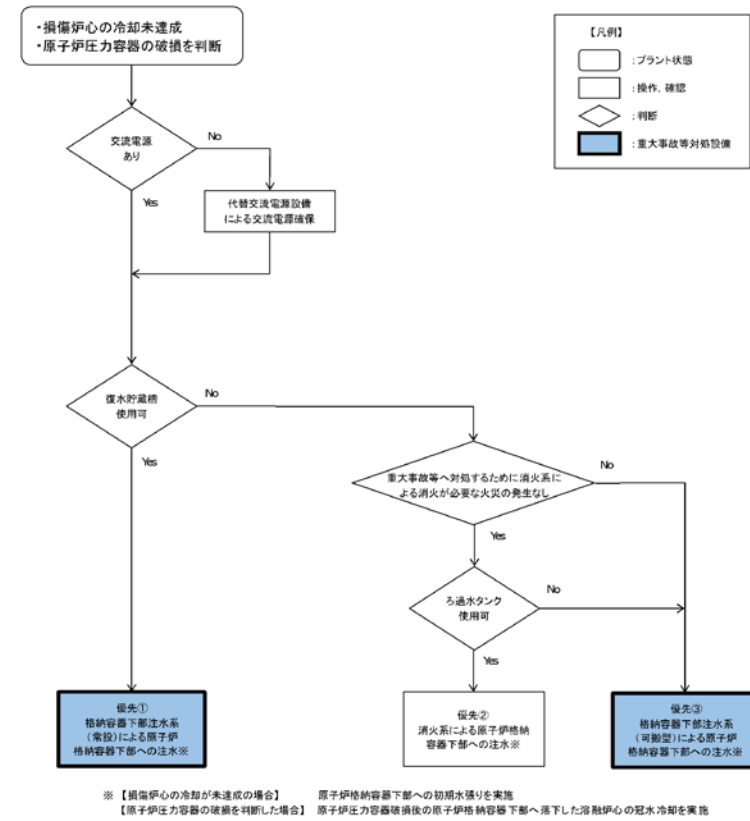 ・損傷炉心の冷却未達成
・原子炉圧力容器の破損を判断
【凡例】
：プラント状態
：操作、確認
：判断
：重大事故等対処設備
交流電源
あり
No
Yes
代替交流電源設備
による交流電源確保
復水貯蔵槽
使用可
No
Yes
重大事故等へ対処するために消火系に
よる消火が必要な火災の発生なし
No
Yes
ろ過水タンク
使用可
No
Yes
優先①
格納容器下部注水系
（常設）による原子炉
格納容器下部への注水※
優先②
消火系による原子炉格納
容器下部への注水※
優先③
格納容器下部注水系
（可搬型）による原子炉
格納容器下部への注水※
※ 【損傷炉心の冷却が未達成の場合】 原子炉格納容器下部への初期水張りを実施
【原子炉圧力容器の破損を判断した場合】 原子炉圧力容器破損後の原子炉格納容器下部へ落下した溶融炉心の冠水冷却を実施